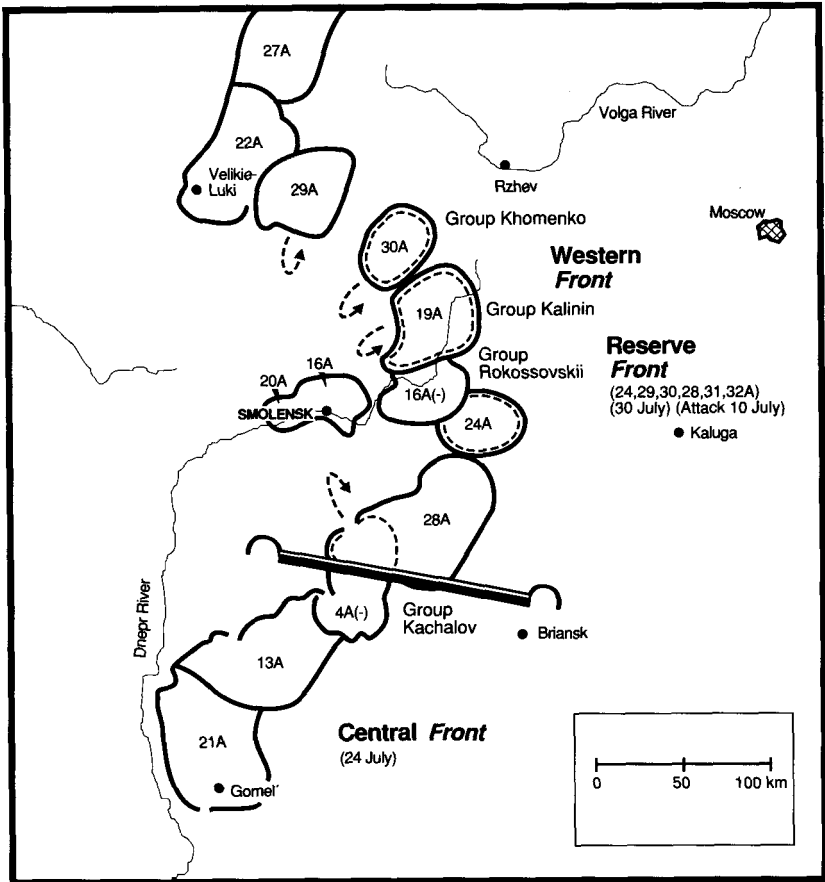 27A
Volga River
22A
Velikie-
Luki
29A
Rzhev
Moscow
Group Khomenko
30A
Western
Front
19A
Group Kalinin
Group
Rokossovskii
Reserve
Front
(24,29,30,28,31,32A)
(30 July) (Attack 10 July)
16A
20A
SMOLENSK
16A(-)
24A
Kaluga
28A
Dnepr River
4A(-)
Group
Kachalov
Briansk
13A
21A
Central Front
(24 July)
Gomel'
0 50 100 km